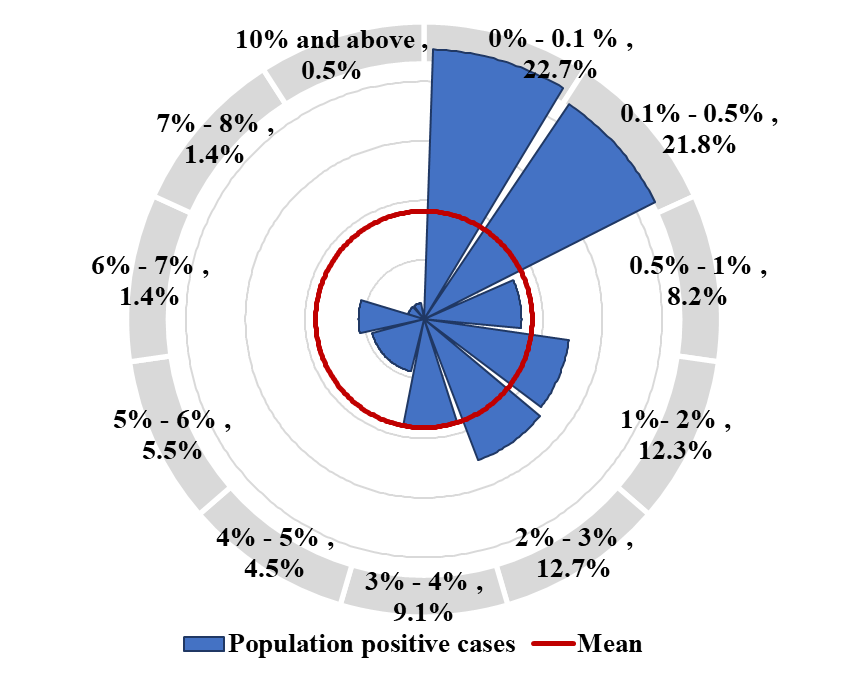 0% - 0.1 % ,
22.7%
0.1% - 0.5% ,
21.8%
0.5% - 1% ,
8.2%
1%- 2% ,
12.3%
2% - 3% ,
12.7%
3% - 4% ,
9.1%
4% - 5% ,
4.5%
5% - 6% ,
5.5%
6% - 7% ,
1.4%
7% - 8% ,
1.4%
10% and above ,
0.5%
Population positive cases
Mean